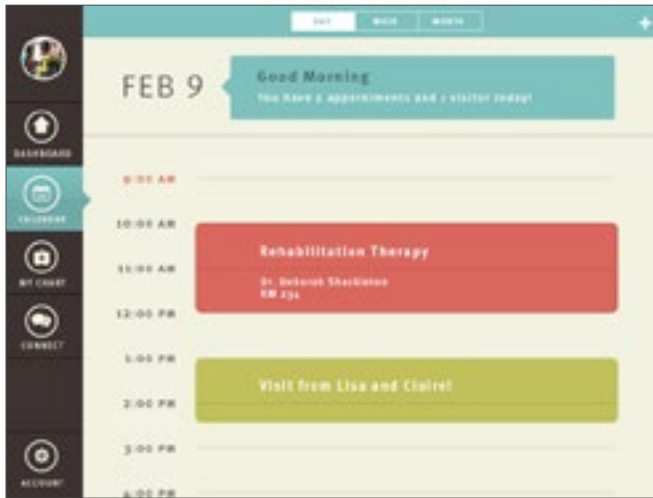 DAY WEEK MONTH +
FEB 9
Good Morning
You have 2 appointments and 1 visitor today!
DASHBOARD
CALENDAR
MY CHART
CONNECT
ACCOUNT
9:00 AM
10:00 AM
Rehabilitation Therapy
11:00 AM
Dr. Deborah Shackleton
RM 234
12:00 PM
1:00 PM
Visit from Lisa and Claire!
2:00 PM
3:00 PM
4:00 PM